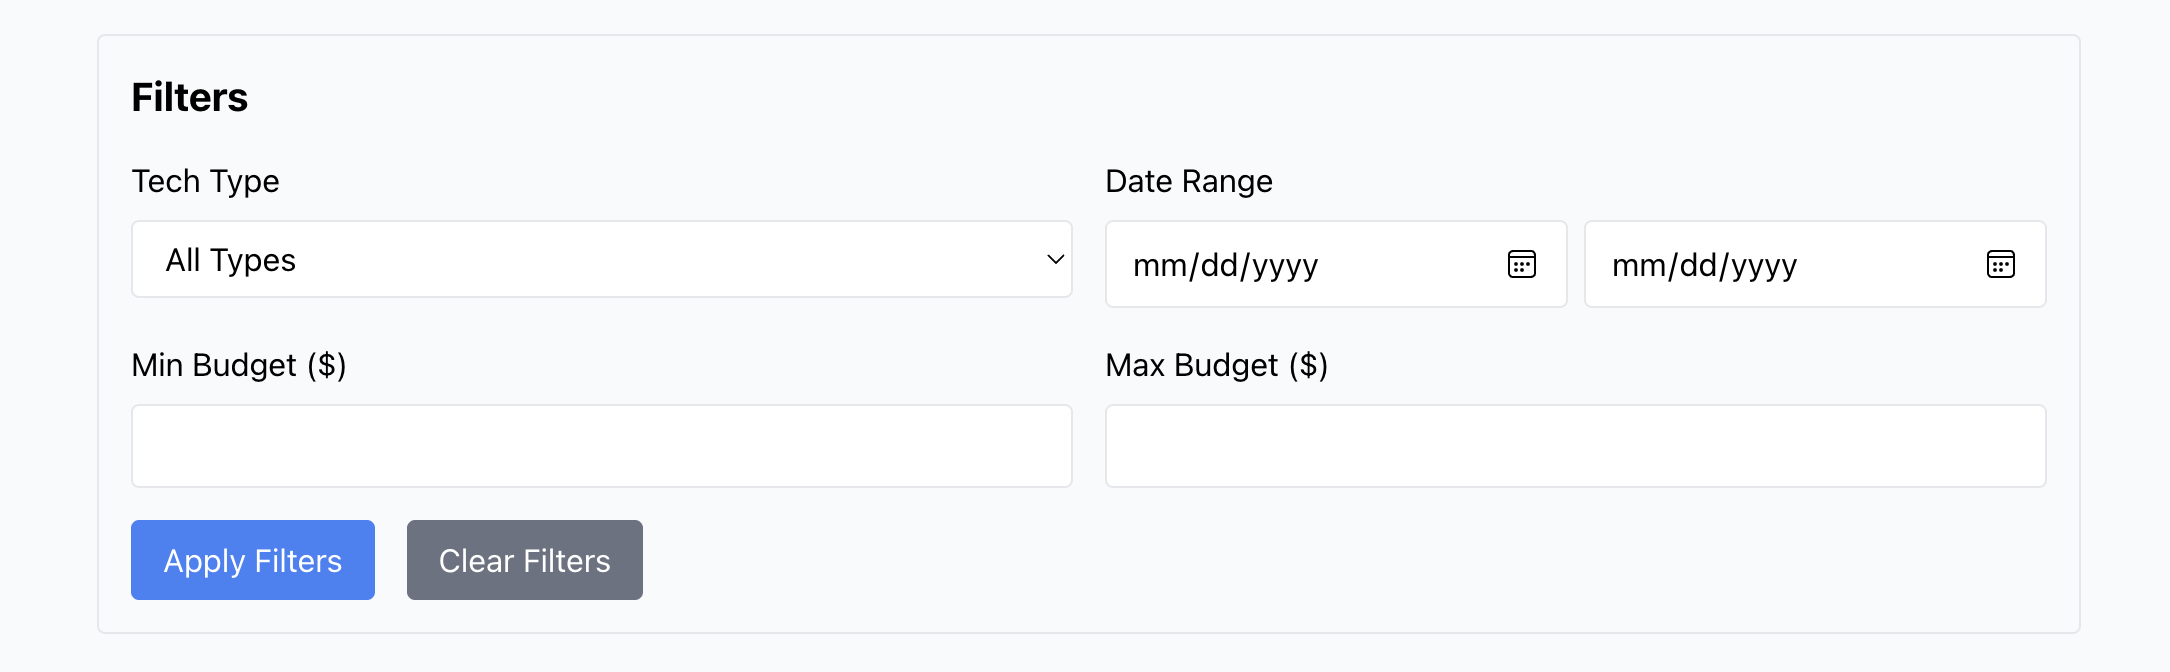 Filters
Tech Type
Date Range
All Types
mm/dd/yyyy
mm/dd/yyyy
Min Budget ($)
Max Budget ($)
Apply Filters
Clear Filters